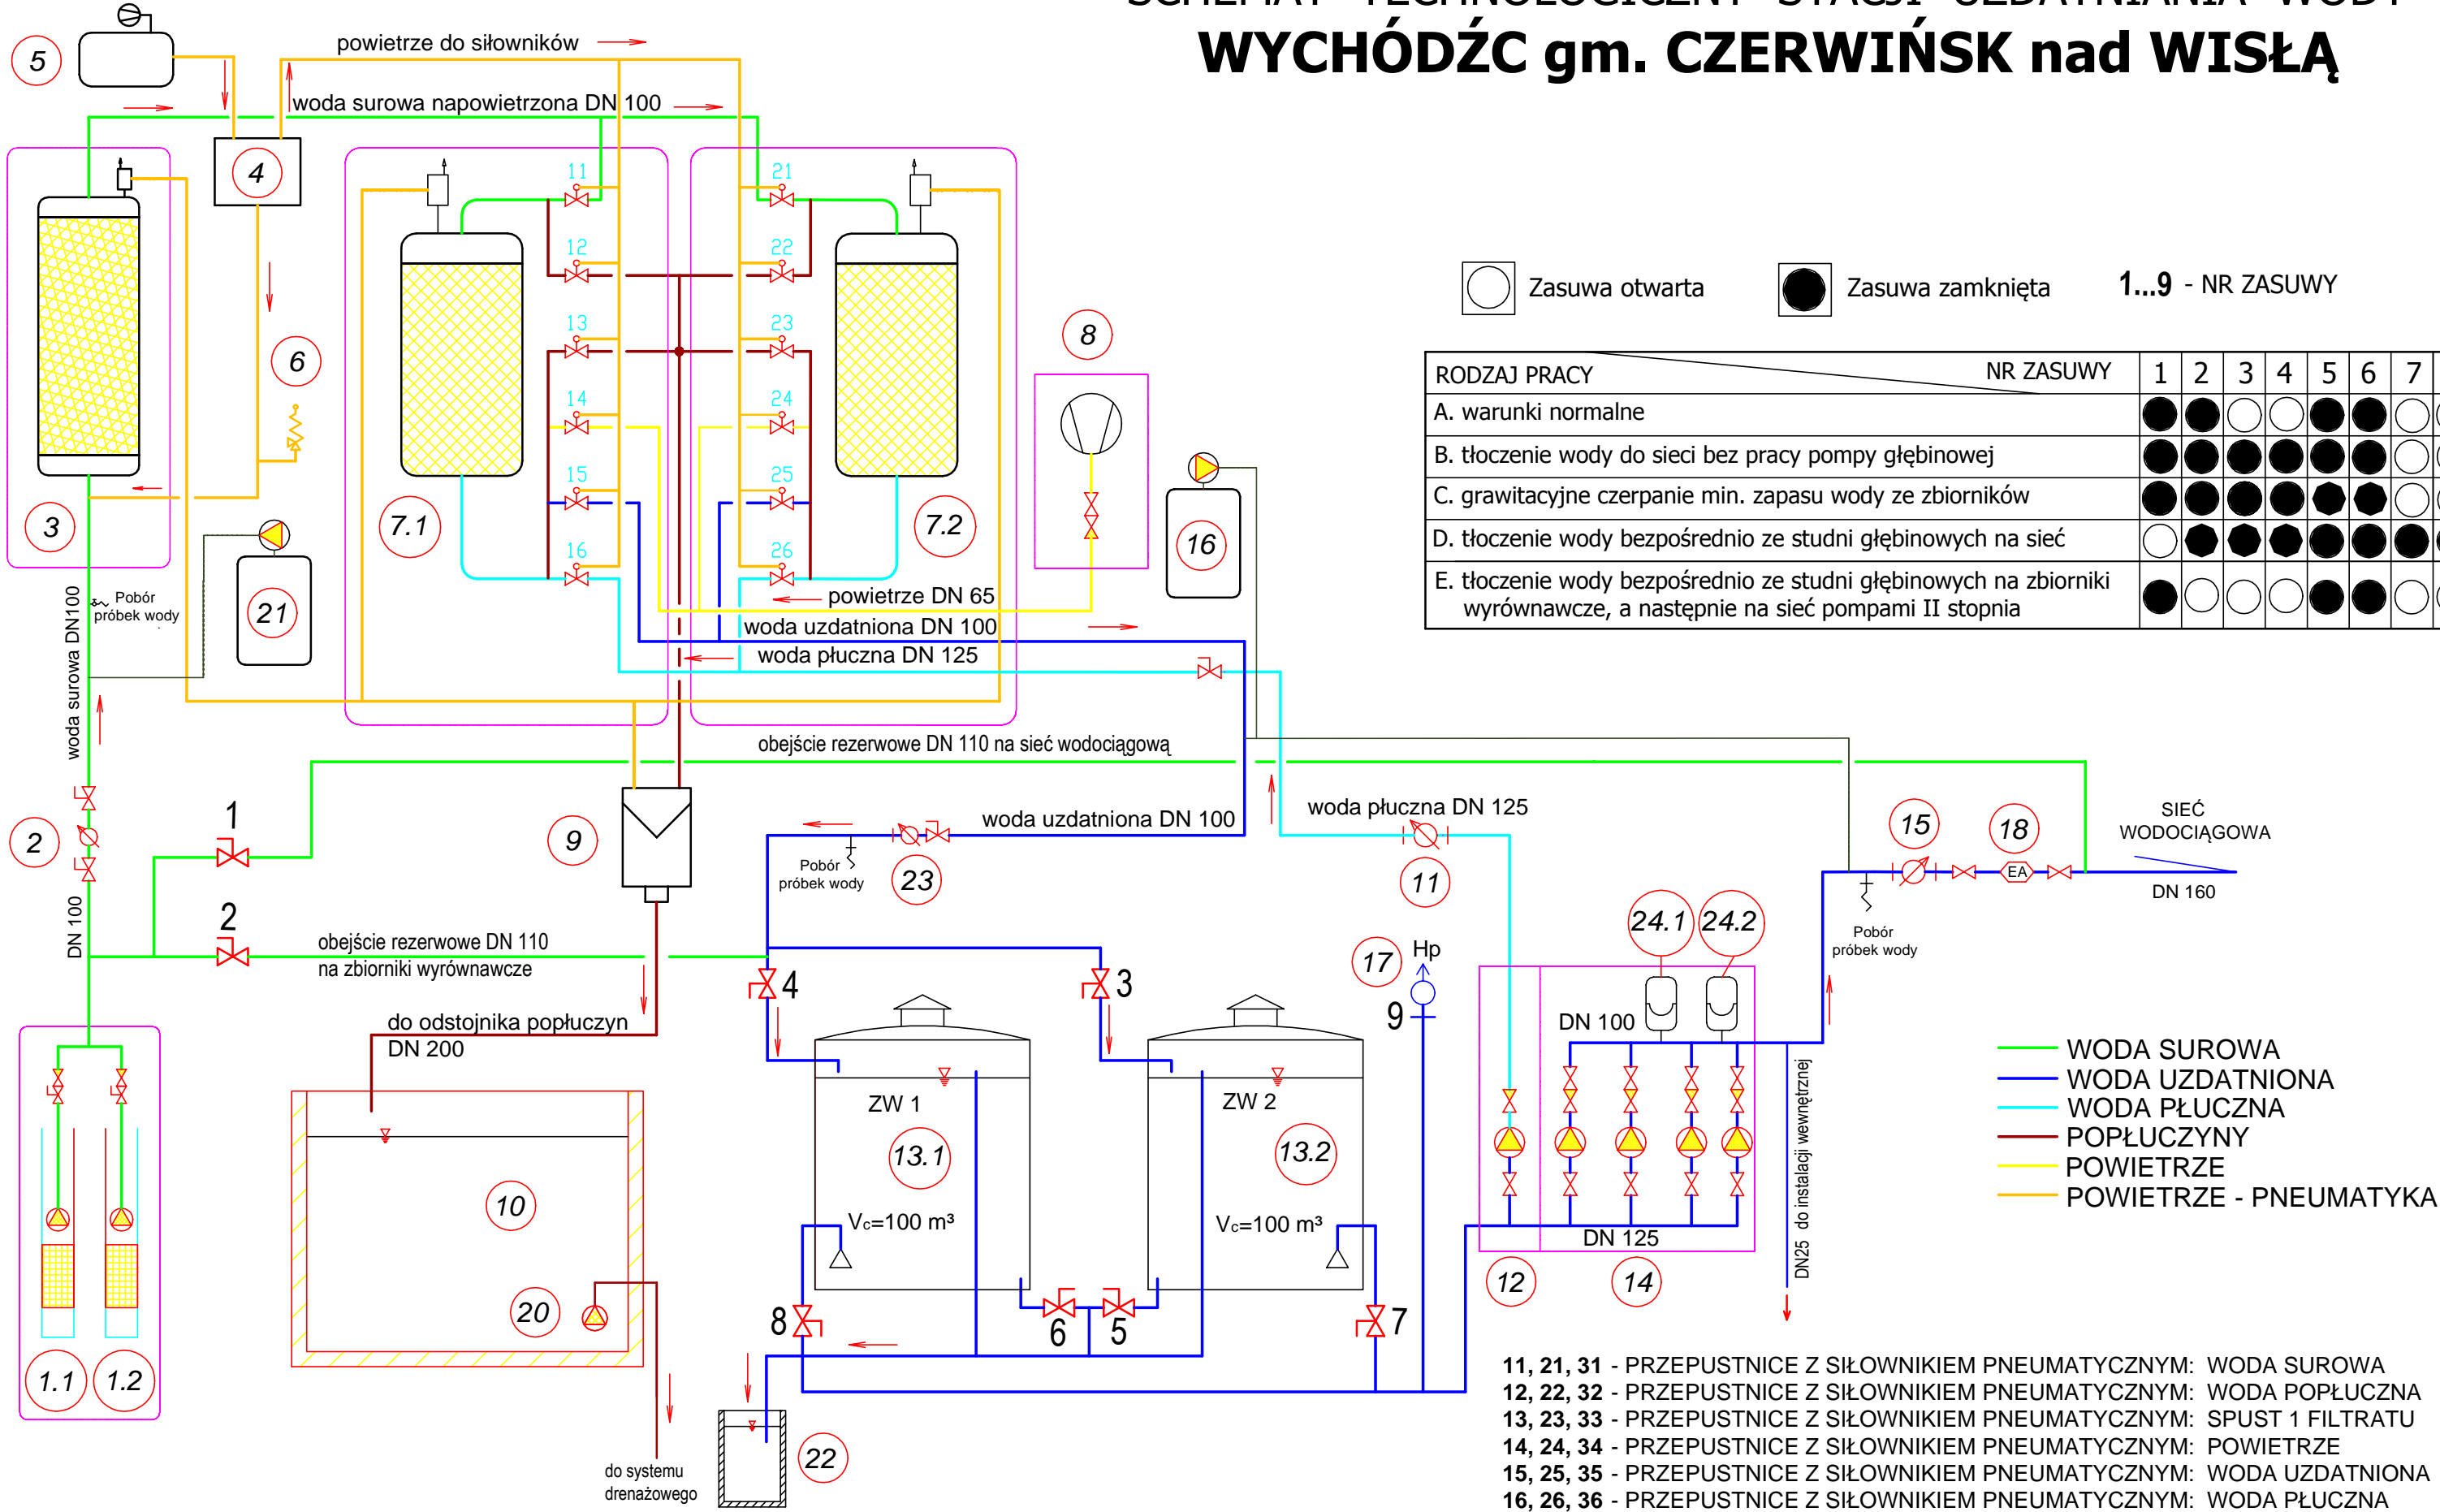 SCHEMAT TECHNOLOGICZNY STACJI UZDATNIANIA WODY
WYCHÓDŹC gm. CZERWIŃSK nad WISŁĄ
5
powietrze do siłowników
woda surowa napowietrzona DN 100
4
11
21
12
22
13
23
14
24
15
25
16
26
6
3
7.1
7.2
8
16
21
Pobór
próbek wody
woda surowa DN100
powietrze DN 65
woda uzdatniona DN 100
woda płuczna DN 125
Zasuwa otwarta
Zasuwa zamknięta
1...9 - NR ZASUWY
RODZAJ PRACY NR ZASUWY 1 2 3 4 5 6 7
A. warunki normalne
B. tłoczenie wody do sieci bez pracy pompy głębinowej
C. grawitacyjne czerpanie min. zapasu wody ze zbiorników
D. tłoczenie wody bezpośrednio ze studni głębinowych na sieć
E. tłoczenie wody bezpośrednio ze studni głębinowych na zbiorniki
wyrównawcze, a następnie na sieć pompami II stopnia
obejście rezerwowe DN 110 na sieć wodociągową
2
1
9
woda uzdatniona DN 100
Pobór
próbek wody
23
woda płuczna DN 125
11
15
18
EA
SIEĆ
WODOCIĄGOWA
DN 160
Pobór
próbek wody
DN 100
2
obejście rezerwowe DN 110
na zbiorniki wyrównawcze
4
3
17
Hp
9
24.1
24.2
DN 100
do odstojnika popłuczyn
DN 200
ZW 1
13.1
Vc=100 m³
ZW 2
13.2
Vc=100 m³
10
20
1.1
1.2
8
6
5
7
DN 125
12
14
DN25 do instalacji wewnętrznej
22
do systemu
drenażowego
WODA SUROWA
WODA UZDATNIONA
WODA PŁUCZNA
POPŁUCZYNY
POWIETRZE
POWIETRZE - PNEUMATYKA
11, 21, 31 - PRZEPUSTNICE Z SIŁOWNIKIEM PNEUMATYCZNYM: WODA SUROWA
12, 22, 32 - PRZEPUSTNICE Z SIŁOWNIKIEM PNEUMATYCZNYM: WODA POPŁUCZNA
13, 23, 33 - PRZEPUSTNICE Z SIŁOWNIKIEM PNEUMATYCZNYM: SPUST 1 FILTRATU
14, 24, 34 - PRZEPUSTNICE Z SIŁOWNIKIEM PNEUMATYCZNYM: POWIETRZE
15, 25, 35 - PRZEPUSTNICE Z SIŁOWNIKIEM PNEUMATYCZNYM: WODA UZDATNIONA
16, 26, 36 - PRZEPUSTNICE Z SIŁOWNIKIEM PNEUMATYCZNYM: WODA PŁUCZNA